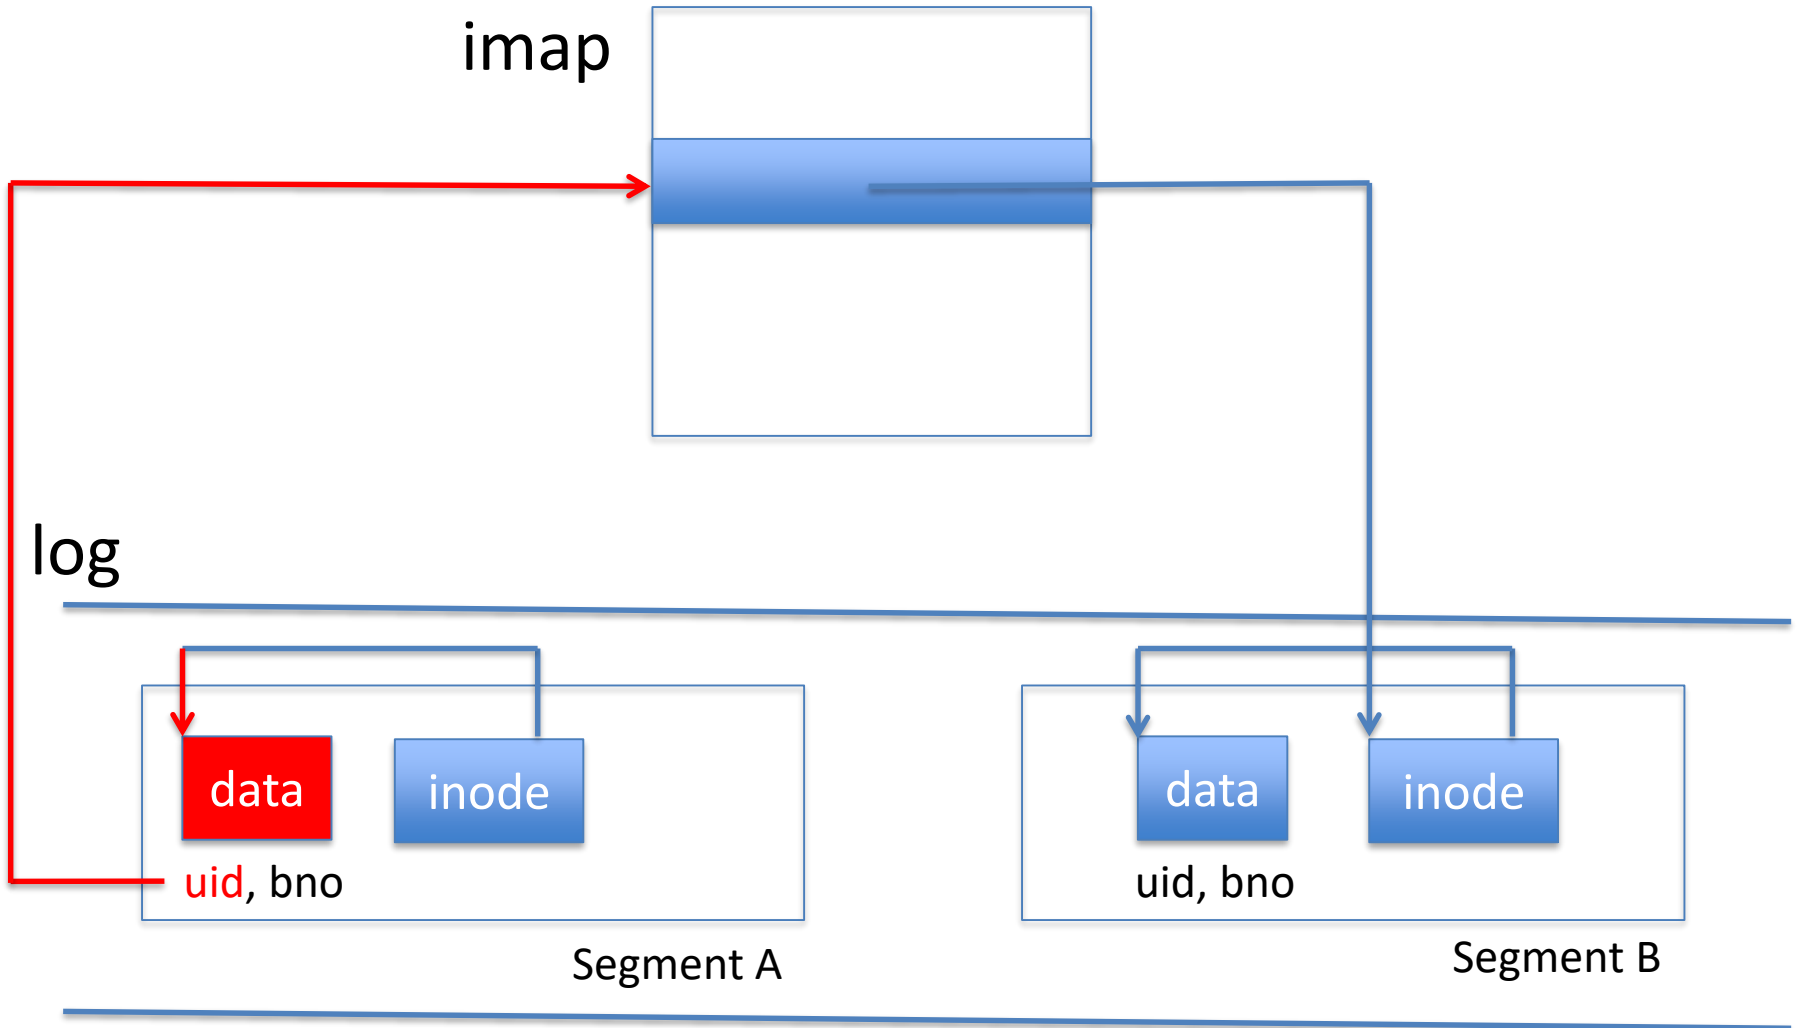 imap
log
data
inode
uid, bno
Segment A
data
inode
uid, bno
Segment B